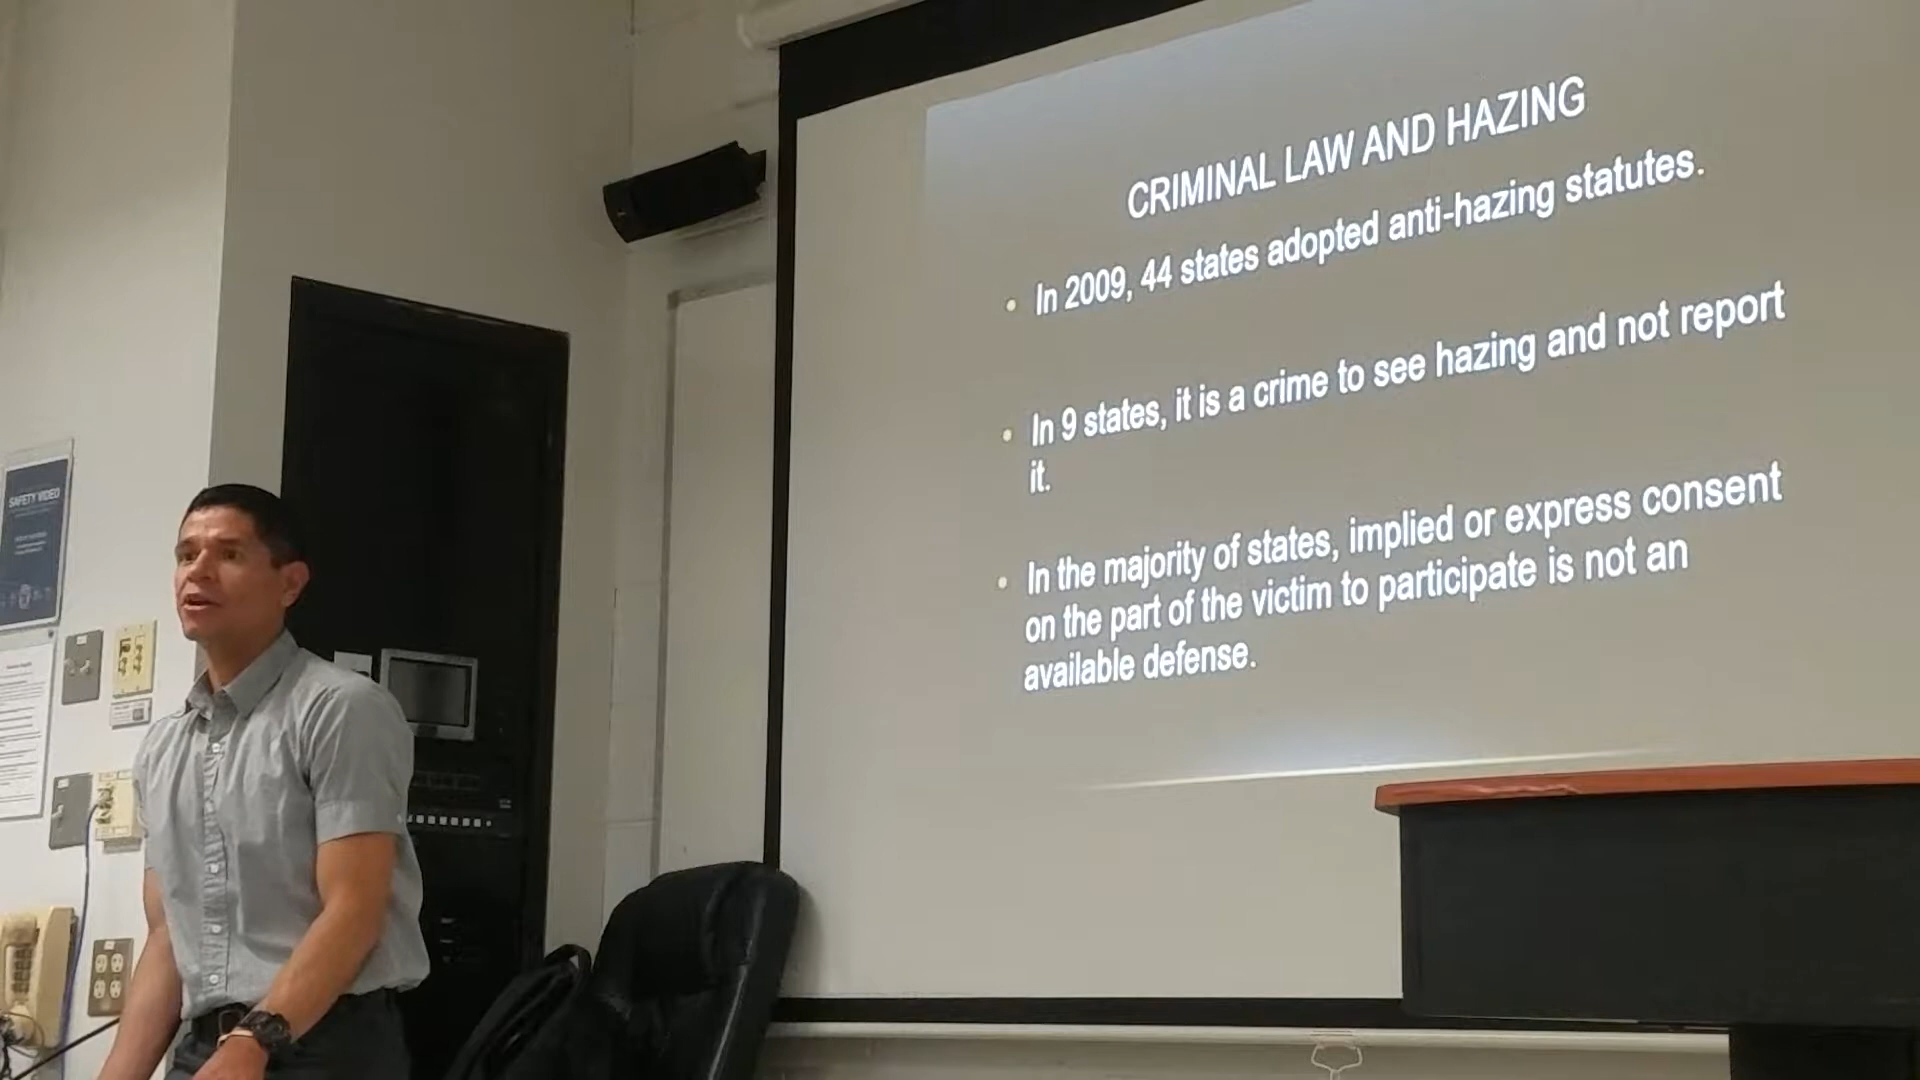 CRIMINAL LAW AND HAZING
In 2009, 44 states adopted anti-hazing statutes.
In 9 states, it is a crime to see hazing and not report
it.
In the majority of states, implied or express consent
on the part of the victim to participate is not an
available defense.
SAFETY VIDEO